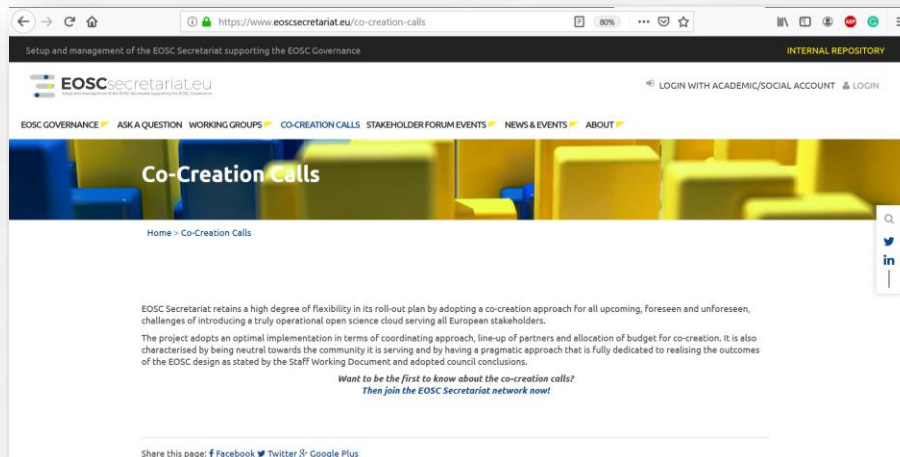 https://www.eoscsecretariat.eu/co-creation-calls
80%
Setup and management of the EOSC Secretariat supporting the EOSC Governance
INTERNAL REPOSITORY
EOSCsecretariat.eu
LOGIN WITH ACADEMIC/SOCIAL ACCOUNT LOGIN
EOSC GOVERNANCE ASK A QUESTION WORKING GROUPS CO-CREATION CALLS STAKEHOLDER FORUM EVENTS NEWS & EVENTS ABOUT
Co-Creation Calls
Home > Co-Creation Calls
EOSC Secretariat retains a high degree of flexibility in its roll-out plan by adopting a co-creation approach for all upcoming, foreseen and unforeseen,
challenges of introducing a truly operational open science cloud serving all European stakeholders.
The project adopts an optimal implementation in terms of coordinating approach, line-up of partners and allocation of budget for co-creation. It is also
characterised by being neutral towards the community it is serving and by having a pragmatic approach that is fully dedicated to realising the outcomes
of the EOSC design as stated by the Staff Working Document and adopted council conclusions.
Want to be the first to know about the co-creation calls?
Then join the EOSC Secretariat network now!
Share this page: Facebook Twitter Google Plus